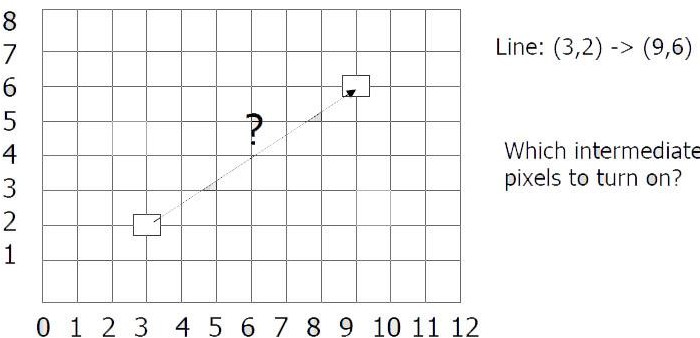 8
7
6
5
4
3
2
1
0 1 2 3 4 5 6 7 8 9 10 11 12
?
Line: (3,2) -> (9,6)
Which intermediate
pixels to turn on?